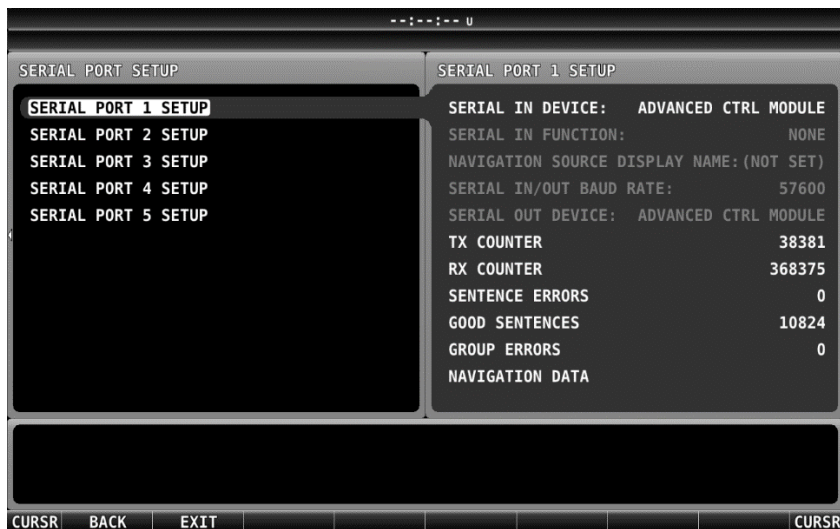 --:--:-- U
SERIAL PORT SETUP
SERIAL PORT 1 SETUP
SERIAL PORT 2 SETUP
SERIAL PORT 3 SETUP
SERIAL PORT 4 SETUP
SERIAL PORT 5 SETUP
SERIAL PORT 1 SETUP
SERIAL IN DEVICE: ADVANCED CTRL MODULE
SERIAL IN FUNCTION: NONE
NAVIGATION SOURCE DISPLAY NAME:(NOT SET)
SERIAL IN/OUT BAUD RATE: 57600
SERIAL OUT DEVICE: ADVANCED CTRL MODULE
TX COUNTER 38381
RX COUNTER 368375
SENTENCE ERRORS 0
GOOD SENTENCES 10824
GROUP ERRORS 0
NAVIGATION DATA
CURSR BACK EXIT CURSR